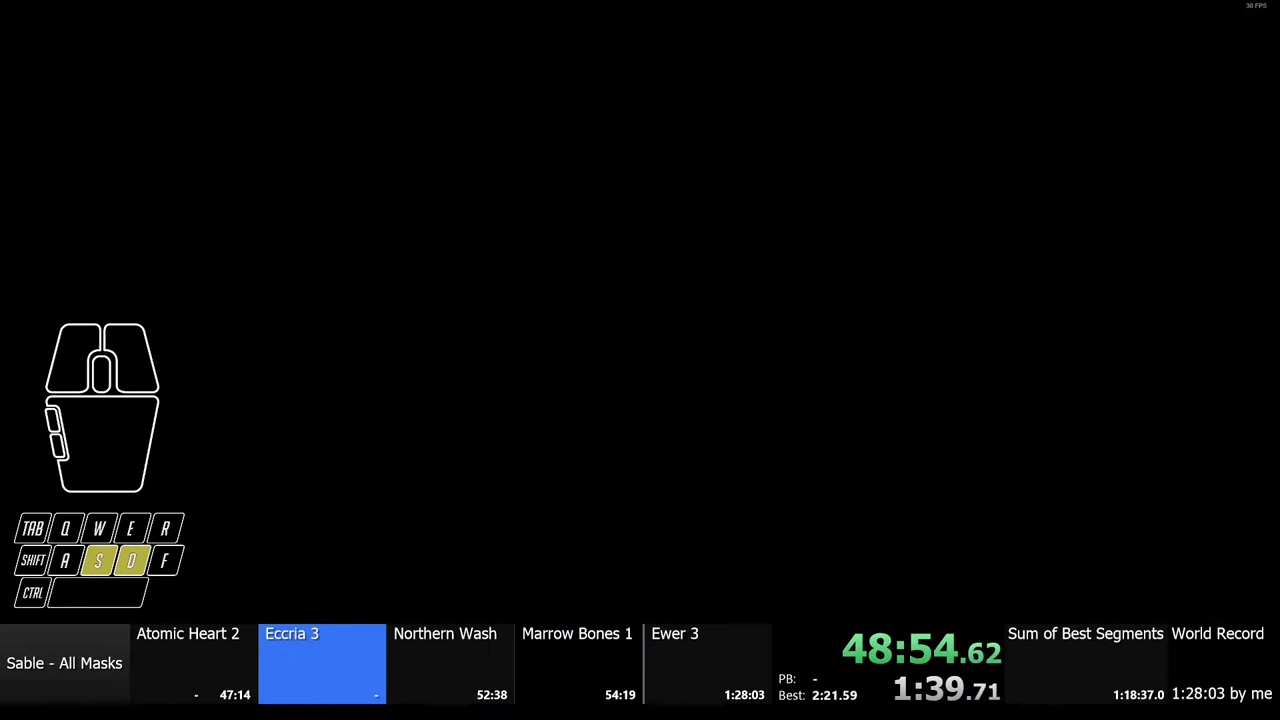 30 FPS
TAB Q W E R
SHIFT A S D F
CTRL
Sable - All Masks
Atomic Heart 2
- 47:14
Eccria 3
-
Northern Wash
52:38
Marrow Bones 1
54:19
Ewer 3
1:28:03
48:54.62
PB: -
Best: 2:21.59
1:39.71
Sum of Best Segments
1:18:37.0
World Record
1:28:03 by me